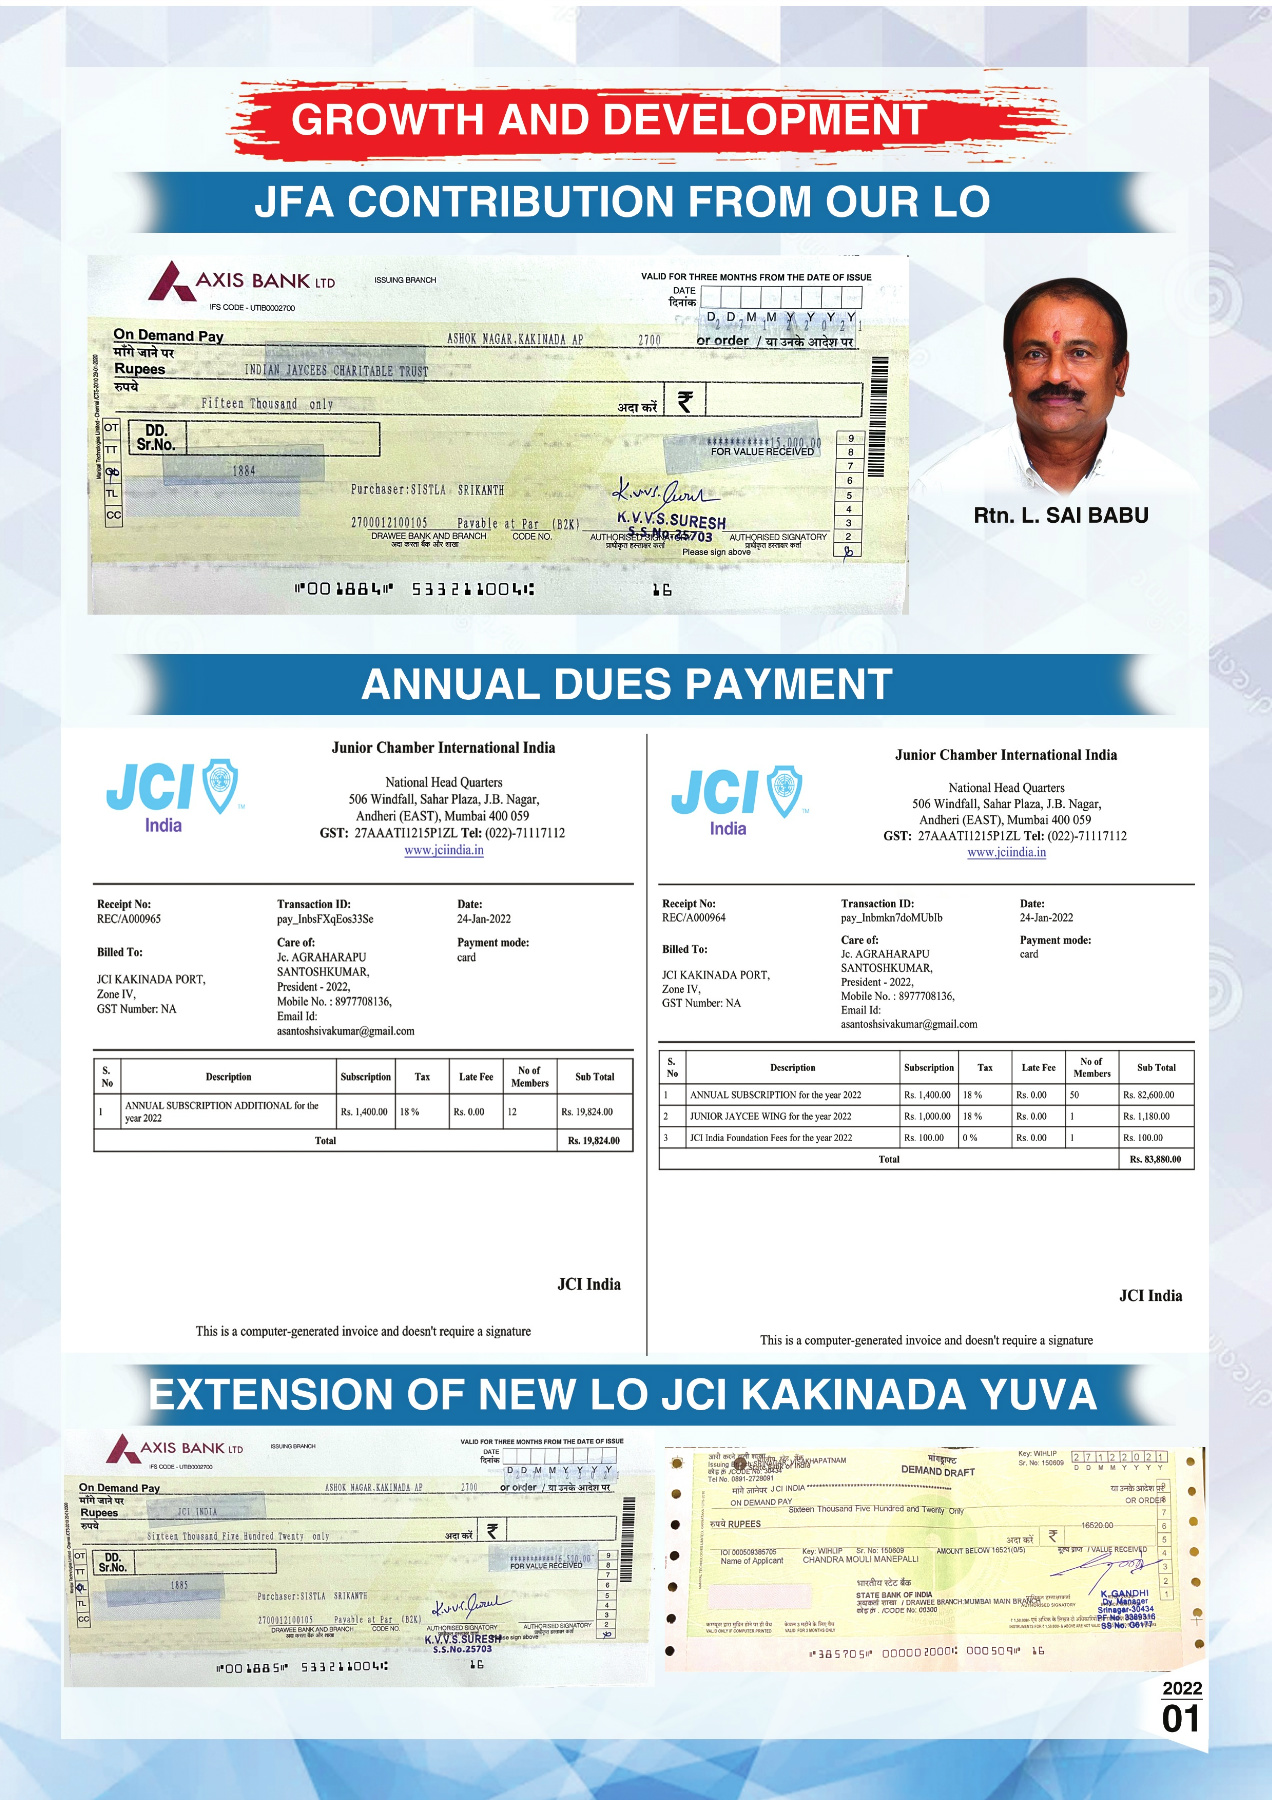 GROWTH AND DEVELOPMENT
JFA CONTRIBUTION FROM OUR LO
AXIS BANK LTD
ISSUING BRANCH
IFS CODE - UTIB0002700
VALID FOR THREE MONTHS FROM THE DATE OF ISSUE
DATE
दिनांक
D D M M Y Y Y Y
On Demand Pay
ASHOK NAGAR.KAKINADA AP 2700
or order / या उनके आदेश पर
माँगे जाने पर
Rupees
INDIAN JAYCEES CHARITABLE TRUST
रुपये
Fifteen Thousand only
अदा करें ₹
OT
TT
TL
CC
DD.
Sr.No.
1884
***********15,000.00
FOR VALUE RECEIVED
9
8
7
6
5
4
3
2
Purchaser:SISTLA SRIKANTH
K.V.V.S.SURESH
S.S.No.25703
2700012100105 Payable at Par (B2K)
DRAWEE BANK AND BRANCH CODE NO.
अदा करता बैंक और शाखा
AUTHORISED SIGNATORY AUTHORISED SIGNATORY
प्राधीकृत हस्ताक्षर कर्ता प्राधीकृत हस्ताक्षर कर्ता
Please sign above
⑈001884⑈ 533211004⑆ 16
Rtn. L. SAI BABU
ANNUAL DUES PAYMENT
JCI
India
Junior Chamber International India
National Head Quarters
506 Windfall, Sahar Plaza, J.B. Nagar,
Andheri (EAST), Mumbai 400 059
GST: 27AAATI1215P1ZL Tel: (022)-71117112
www.jciindia.in
Receipt No: Transaction ID: Date:
REC/A000965 pay_InbsFXqEos33Se 24-Jan-2022
Billed To: Care of: Payment mode:
Jc. AGRAHARAPU card
SANTOSHKUMAR,
JCI KAKINADA PORT, President - 2022,
Zone IV, Mobile No. : 8977708136,
GST Number: NA Email Id:
asantoshsivakumar@gmail.com
S. No Description Subscription Tax Late Fee No of Members Sub Total
1 ANNUAL SUBSCRIPTION ADDITIONAL for the year 2022 Rs. 1,400.00 18 % Rs. 0.00 12 Rs. 19,824.00
Total Rs. 19,824.00
JCI India
This is a computer-generated invoice and doesn't require a signature
JCI
India
Junior Chamber International India
National Head Quarters
506 Windfall, Sahar Plaza, J.B. Nagar,
Andheri (EAST), Mumbai 400 059
GST: 27AAATI1215P1ZL Tel: (022)-71117112
www.jciindia.in
Receipt No: Transaction ID: Date:
REC/A000964 pay_Inbmkn7doMUbIb 24-Jan-2022
Billed To: Care of: Payment mode:
Jc. AGRAHARAPU card
SANTOSHKUMAR,
JCI KAKINADA PORT, President - 2022,
Zone IV, Mobile No. : 8977708136,
GST Number: NA Email Id:
asantoshsivakumar@gmail.com
S. No Description Subscription Tax Late Fee No of Members Sub Total
1 ANNUAL SUBSCRIPTION for the year 2022 Rs. 1,400.00 18 % Rs. 0.00 50 Rs. 82,600.00
2 JUNIOR JAYCEE WING for the year 2022 Rs. 1,000.00 18 % Rs. 0.00 1 Rs. 1,180.00
3 JCI India Foundation Fees for the year 2022 Rs. 100.00 0 % Rs. 0.00 1 Rs. 100.00
Total Rs. 83,880.00
JCI India
This is a computer-generated invoice and doesn't require a signature
EXTENSION OF NEW LO JCI KAKINADA YUVA
AXIS BANK LTD
ISSUING BRANCH
IFS CODE - UTIB0002700
VALID FOR THREE MONTHS FROM THE DATE OF ISSUE
DATE
दिनांक
D D M M Y Y Y Y
On Demand Pay
ASHOK NAGAR.KAKINADA AP 2700
or order / या उनके आदेश पर
माँगे जाने पर
Rupees
JCI INDIA
रुपये
Sixteen Thousand Five Hundred Twenty only
अदा करें ₹
OT
TT
TL
CC
DD.
Sr.No.
1885
FOR VALUE RECEIVED
9
8
7
6
5
4
3
2
Purchaser:SISTLA SRIKANTH
2700012100105 Payable at Par (B2K)
DRAWEE BANK AND BRANCH CODE NO.
AUTHORISED SIGNATORY AUTHORISED SIGNATORY
K.V.V.S.SURESH
Please sign above
S.S.No.25703
⑈001885⑈ 533211004⑆ 16
Tel No. 0891-2728091
मांगड्राफ्ट
DEMAND DRAFT
Key: WIHLIP
Sr. No: 150609
2 7 1 2 2 0 2 1
D D M M Y Y Y Y
मांगे जानेपर JCI INDIA
या उनके आदेश पर
ON DEMAND PAY
OR ORDER
Sixteen Thousand Five Hundred and Twenty Only
रुपये RUPEES
अदा करें ₹
16520.00
IOI 000509385705 Key: WIHLIP Sr. No: 150609 AMOUNT BELOW 16521(0/5)
मूल्य प्राप्त / VALUE RECEIVED
Name of Applicant CHANDRA MOULI MANEPALLI
भारतीय स्टेट बैंक
STATE BANK OF INDIA
अदाकर्ता शाखा / DRAWEE BRANCH:MUMBAI MAIN BRANCH
कोड क्र. /CODE No: 00300
K.GANDHI
Dy. Manager
Srinagar-30434
PF No. 3389316
SS No. G6177
VALID ONLY IF COMPUTER PRINTED
VALID FOR 3 MONTHS ONLY
⑈385705⑈ 000002000⑆ 000509⑈ 16
2022
01